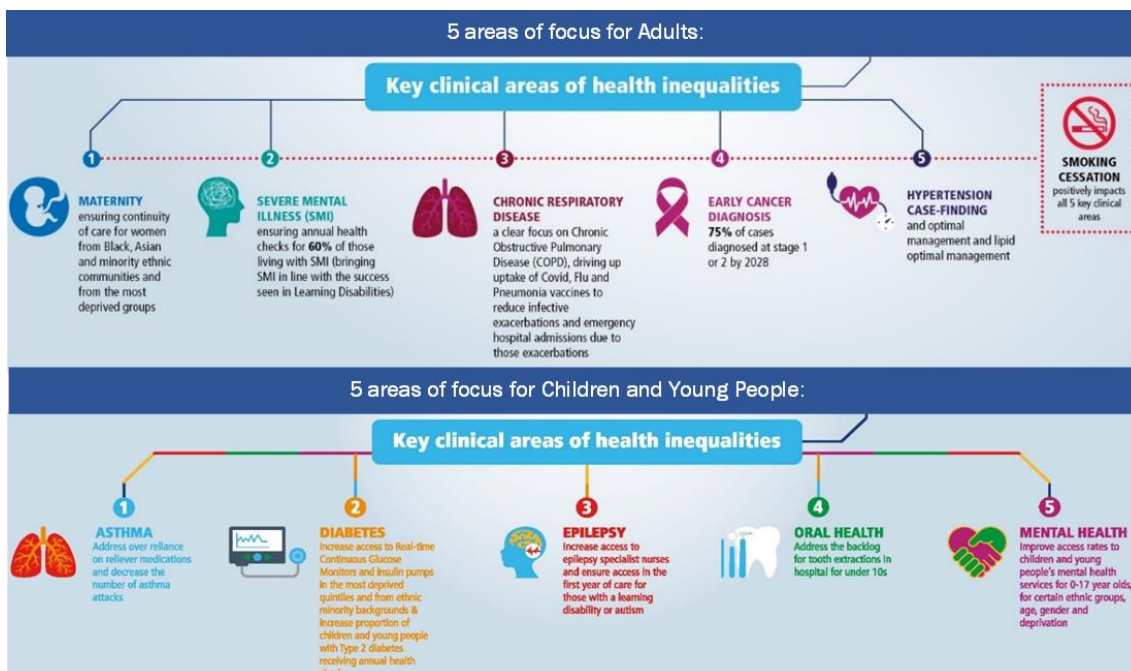 5 areas of focus for Adults:
Key clinical areas of health inequalities
1
MATERNITY
ensuring continuity
of care for women
from Black, Asian
and minority ethnic
communities and
from the most
deprived groups
2
SEVERE MENTAL
ILLNESS (SMI)
ensuring annual health
checks for 60% of those
living with SMI (bringing
SMI in line with the success
seen in Learning Disabilities)
3
CHRONIC RESPIRATORY
DISEASE
a clear focus on Chronic
Obstructive Pulmonary
Disease (COPD), driving up
uptake of Covid, Flu and
Pneumonia vaccines to
reduce infective
exacerbations and emergency
hospital admissions due to
those exacerbations
4
EARLY CANCER
DIAGNOSIS
75% of cases
diagnosed at stage 1
or 2 by 2028
5
HYPERTENSION
CASE-FINDING
and optimal
management and lipid
optimal management
SMOKING
CESSATION
positively impacts
all 5 key clinical
areas
5 areas of focus for Children and Young People:
Key clinical areas of health inequalities
1
ASTHMA
Address over reliance
on reliever medications
and decrease the
number of asthma
attacks
2
DIABETES
Increase access to Real-time
Continuous Glucose
Monitors and Insulin pumps
in the most deprived
quintiles and from ethnic
minority backgrounds &
increase proportion of
children and young people
with Type 2 diabetes
receiving annual health
3
EPILEPSY
Increase access to
epilepsy specialist nurses
and ensure access in the
first year of care for
those with a learning
disability or autism
4
ORAL HEALTH
Address the backlog
for tooth extractions in
hospital for under 10s
5
MENTAL HEALTH
Improve access rates to
children and young
people's mental health
services for 0-17 year olds,
for certain ethnic groups,
age, gender and
deprivation